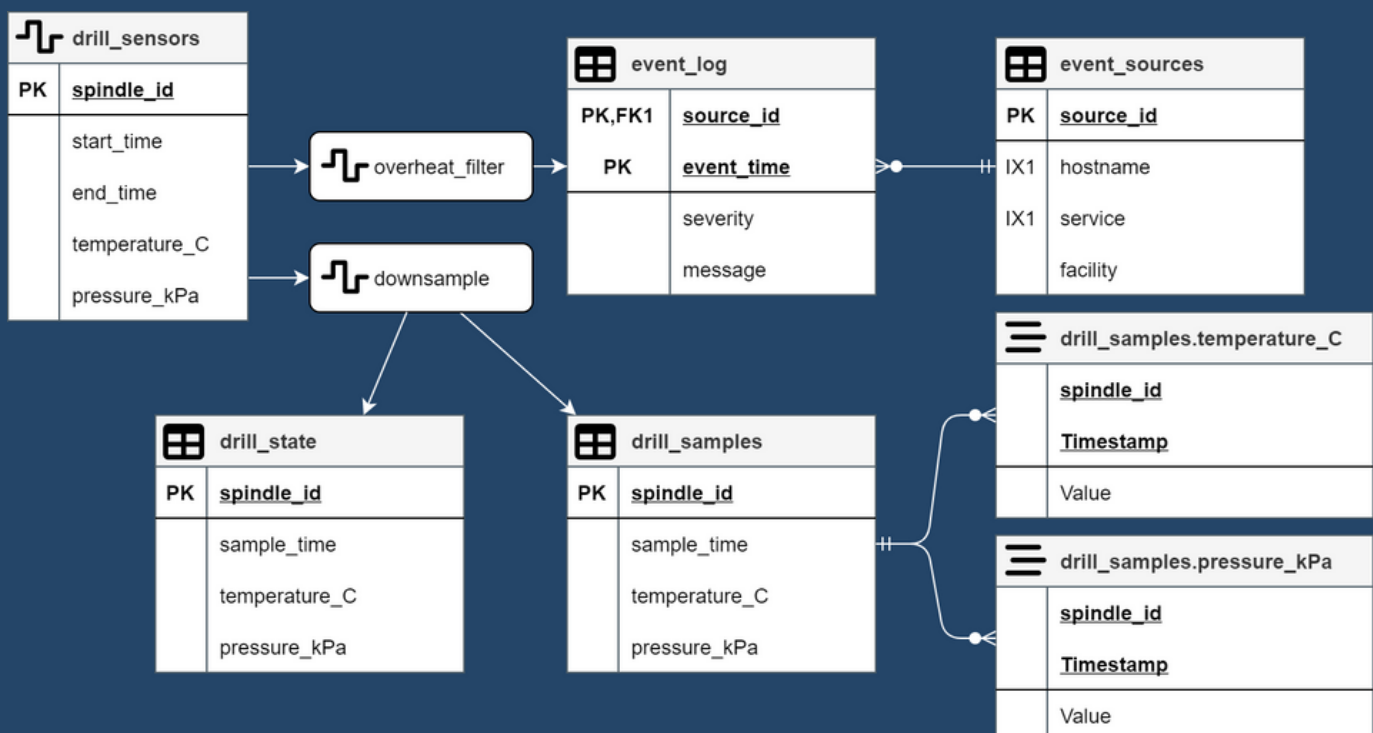 drill_sensors
PK spindle_id
start_time
end_time
temperature_C
pressure_kPa
overheat_filter
downsample
event_log
PK,FK1 source_id
PK event_time
severity
message
event_sources
PK source_id
IX1 hostname
IX1 service
facility
drill_state
PK spindle_id
sample_time
temperature_C
pressure_kPa
drill_samples
PK spindle_id
sample_time
temperature_C
pressure_kPa
drill_samples.temperature_C
spindle_id
Timestamp
Value
drill_samples.pressure_kPa
spindle_id
Timestamp
Value